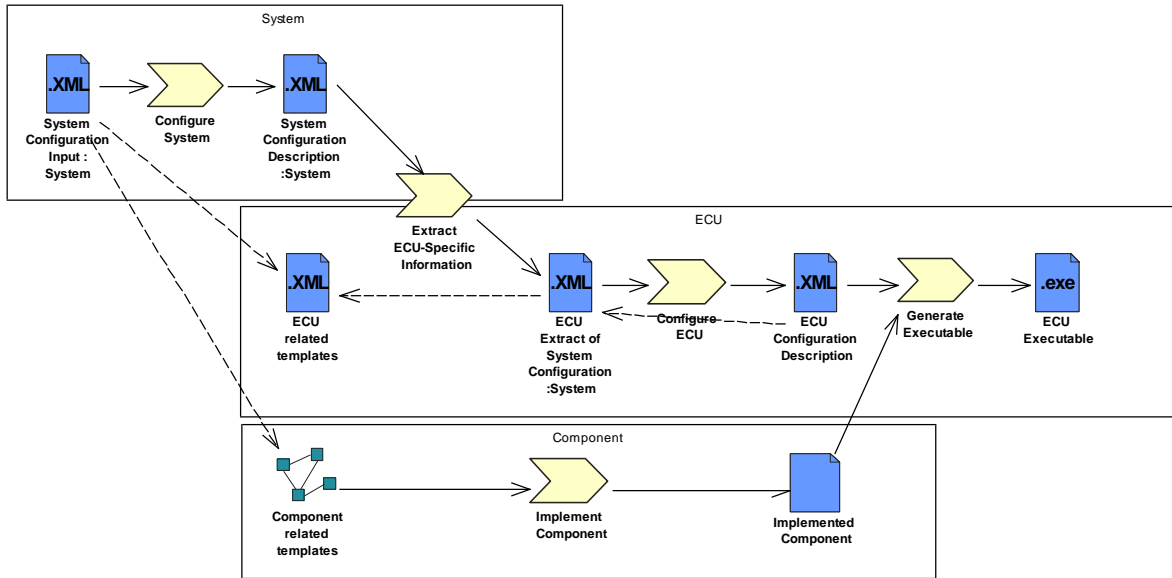 System
.XML
System
Configuration
Input :
System
Configure
System
.XML
System
Configuration
Description
:System
Extract
ECU-Specific
Information
ECU
.XML
ECU
related
templates
.XML
ECU
Extract of
System
Configuration
:System
Configure
ECU
.XML
ECU
Configuration
Description
Generate
Executable
.exe
ECU
Executable
Component
Component
related
templates
Implement
Component
Implemented
Component